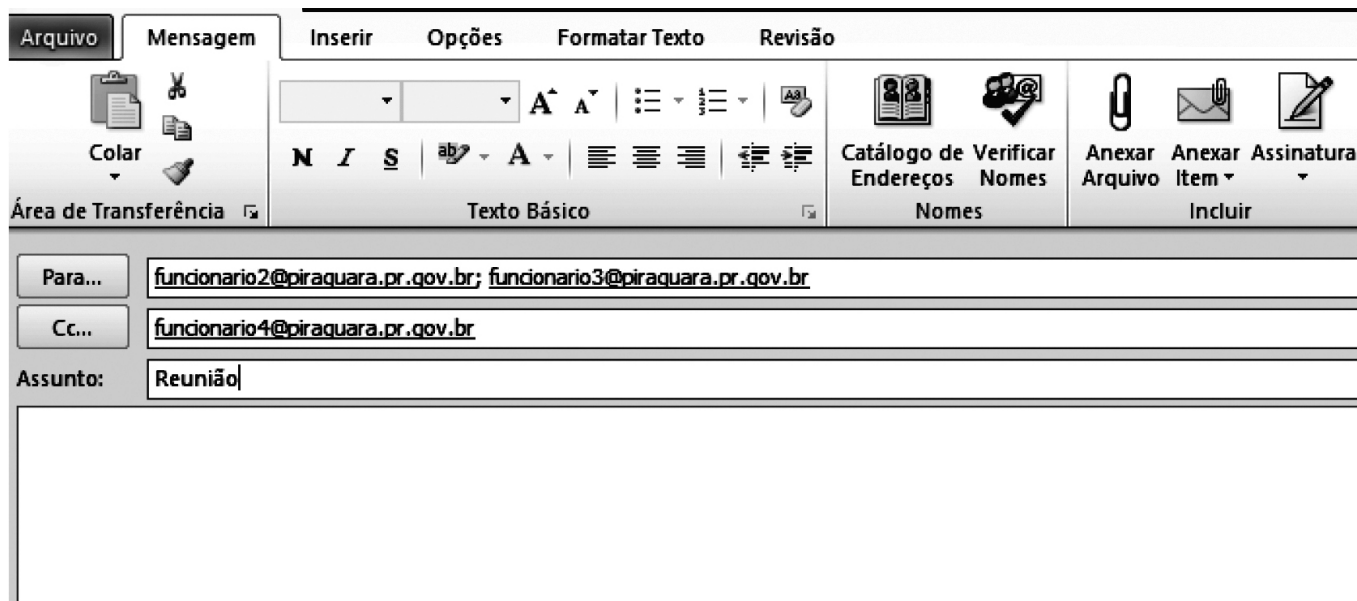 Arquivo Mensagem Inserir Opções Formatar Texto Revisão
Colar
N I S ab A
A A Aa
Catálogo de Endereços
Verificar Nomes
Anexar Arquivo
Anexar Item
Assinatura
Área de Transferência Texto Básico Nomes Incluir
Para... funcionario2@piraquara.pr.gov.br; funcionario3@piraquara.pr.gov.br
Cc... funcionario4@piraquara.pr.gov.br
Assunto: Reunião